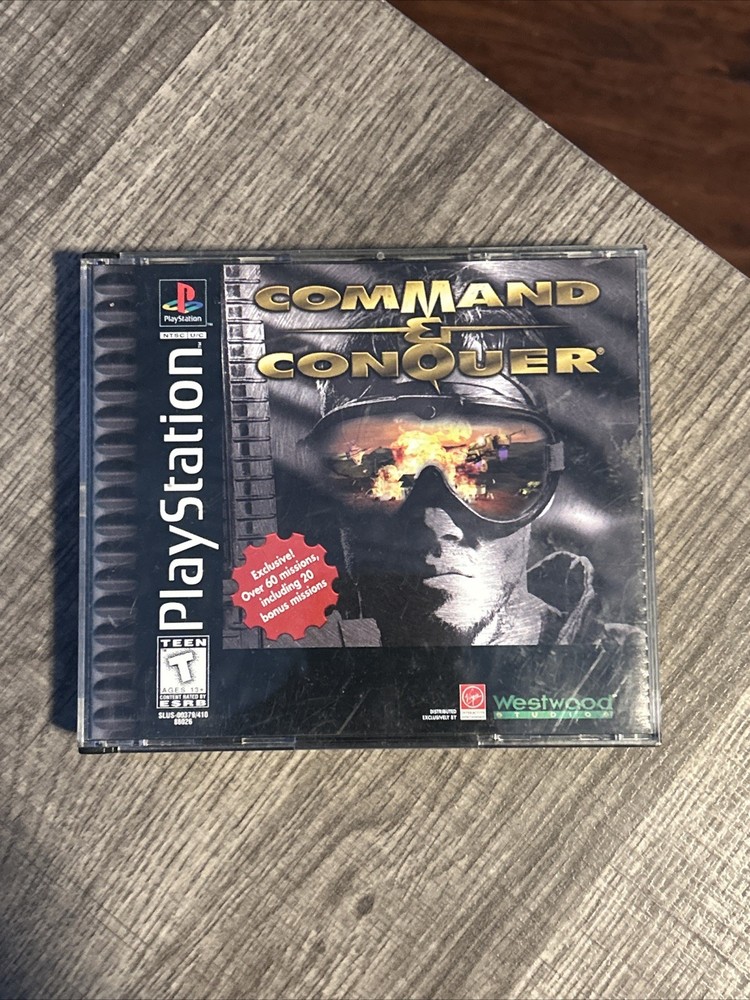 PlayStation
NTSC U/C
PlayStation
COMMAND
&
CONQUER®
Exclusive!
Over 60 missions,
including 20
bonus missions
TEEN
T
AGES 13+
CONTENT RATED BY
ESRB
SLUS-00379/410
88026
DISTRIBUTED
EXCLUSIVELY BY
Virgin
Westwood
STUDIOS